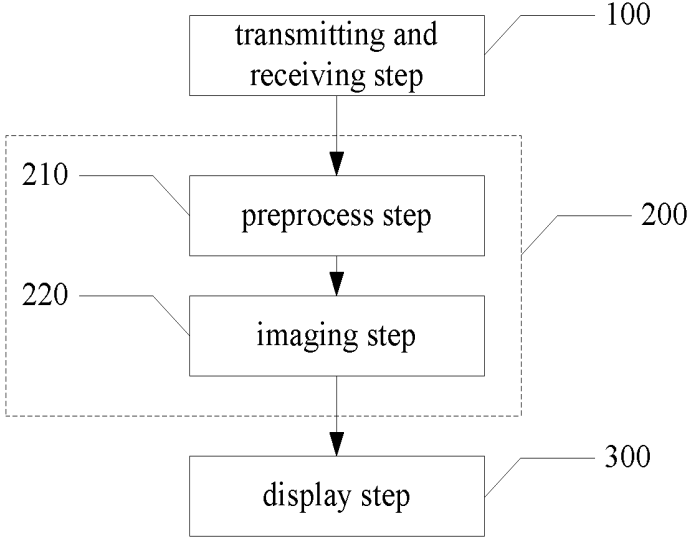 transmitting and
receiving step
100
210
preprocess step
200
220
imaging step
display step
300